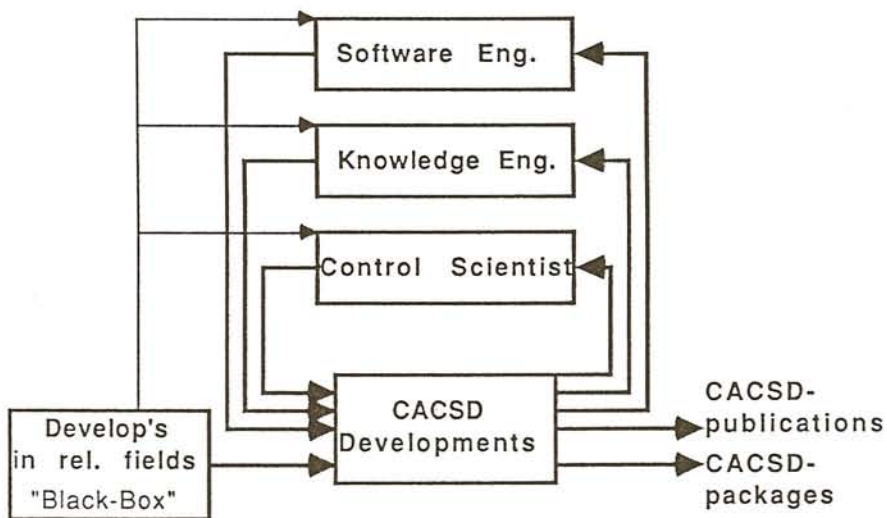 Software Eng.
Knowledge Eng.
Control Scientist
CACSD
Developments
CACSD-
publications
CACSD-
packages
Develop's
in rel. fields
"Black-Box"